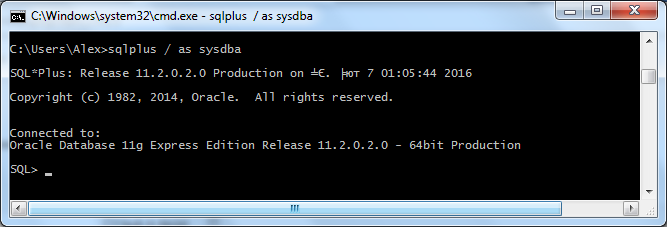 C:\Windows\system32\cmd.exe - sqlplus / as sysdba
C:\Users\Alex>sqlplus / as sysdba
SQL*Plus: Release 11.2.0.2.0 Production on ╧Є. ╞ют 7 01:05:44 2016
Copyright (c) 1982, 2014, Oracle.  All rights reserved.
Connected to:
Oracle Database 11g Express Edition Release 11.2.0.2.0 - 64bit Production
SQL> _